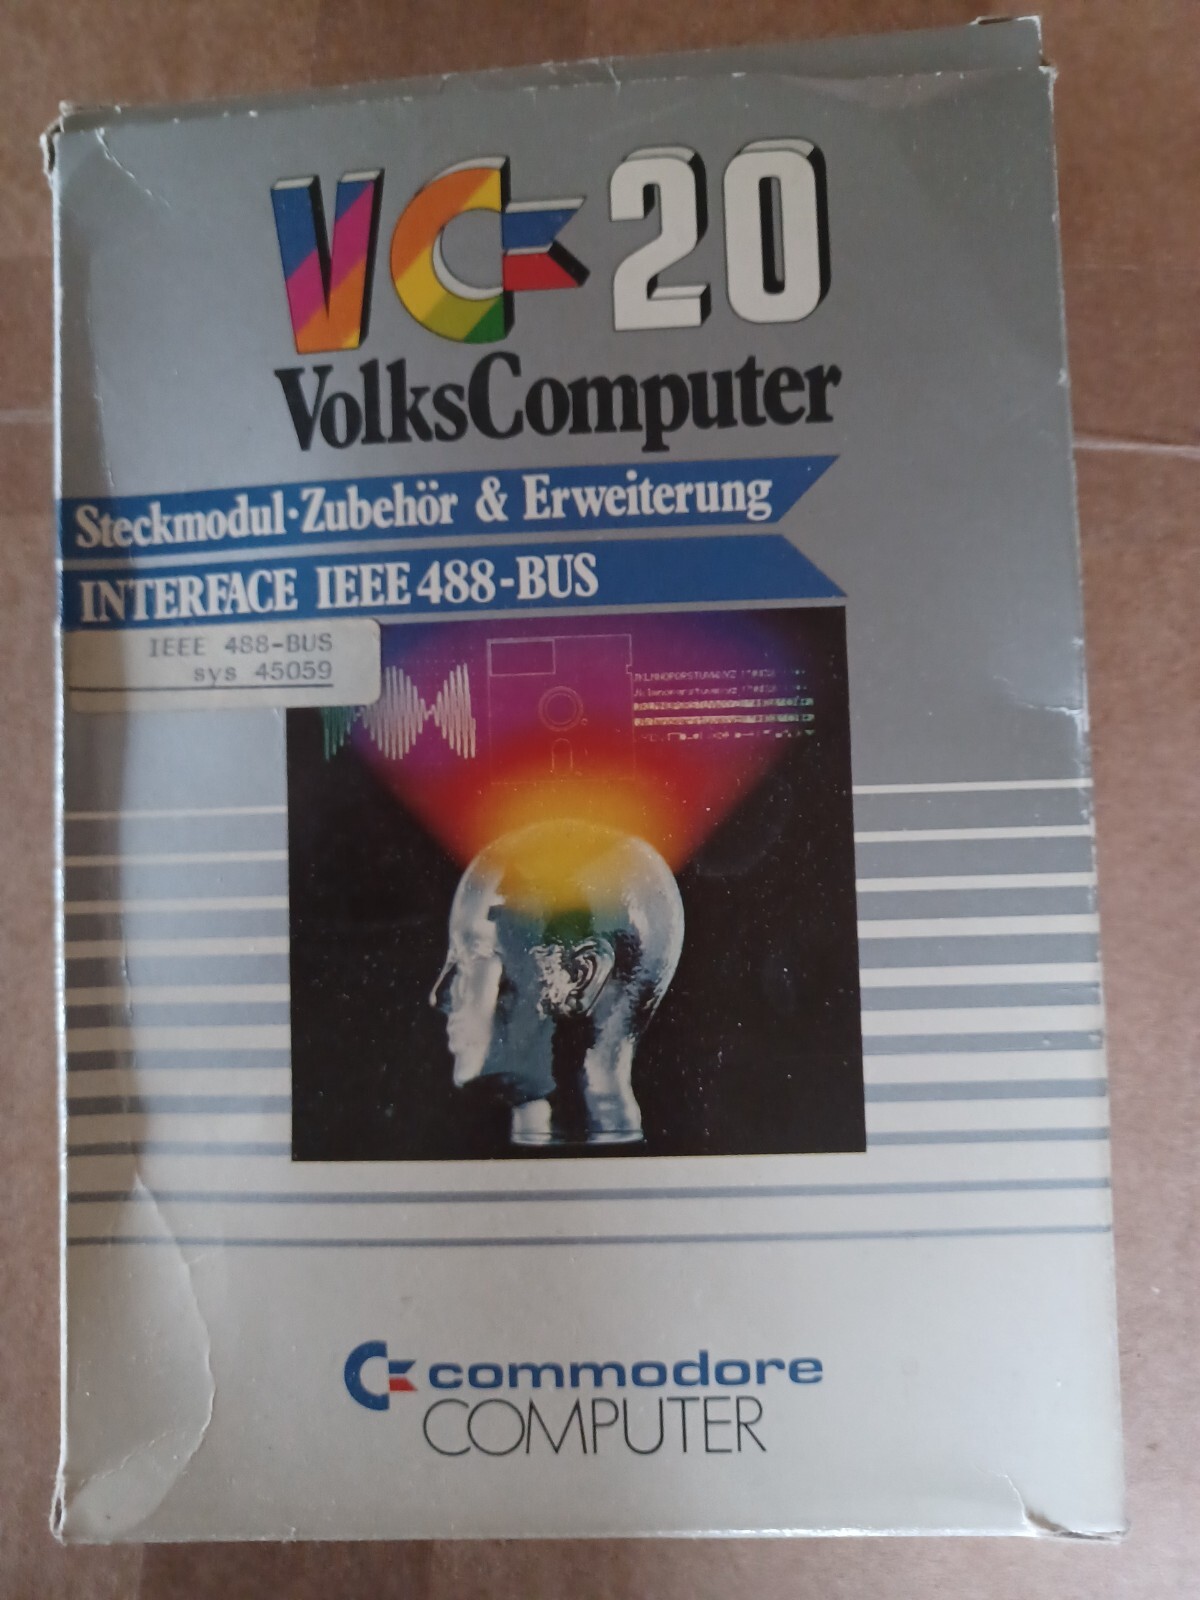 VC 20
VolksComputer
Steckmodul·Zubehör & Erweiterung
INTERFACE IEEE 488-BUS
IEEE 488-BUS
sys 45059
commodore
COMPUTER